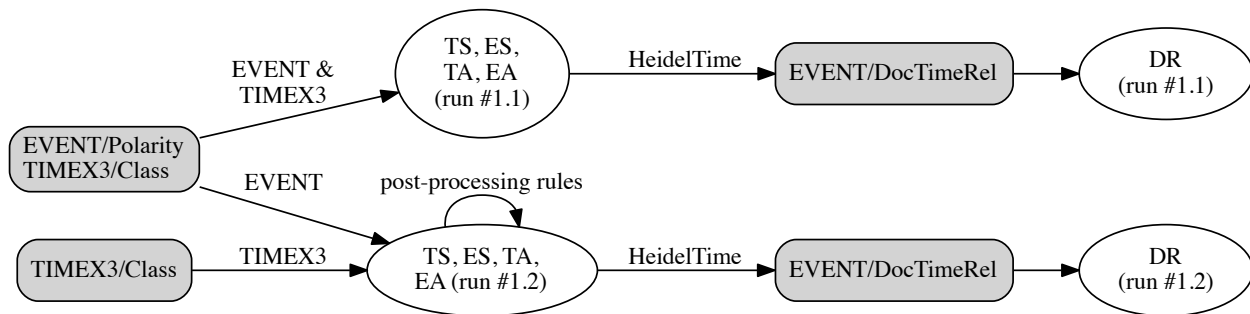 EVENT/Polarity
TIMEX3/Class
EVENT &
TIMEX3
TS, ES,
TA, EA
(run #1.1)
HeidelTime
EVENT/DocTimeRel
DR
(run #1.1)
EVENT
post-processing rules
TIMEX3/Class
TIMEX3
TS, ES, TA,
EA (run #1.2)
HeidelTime
EVENT/DocTimeRel
DR
(run #1.2)